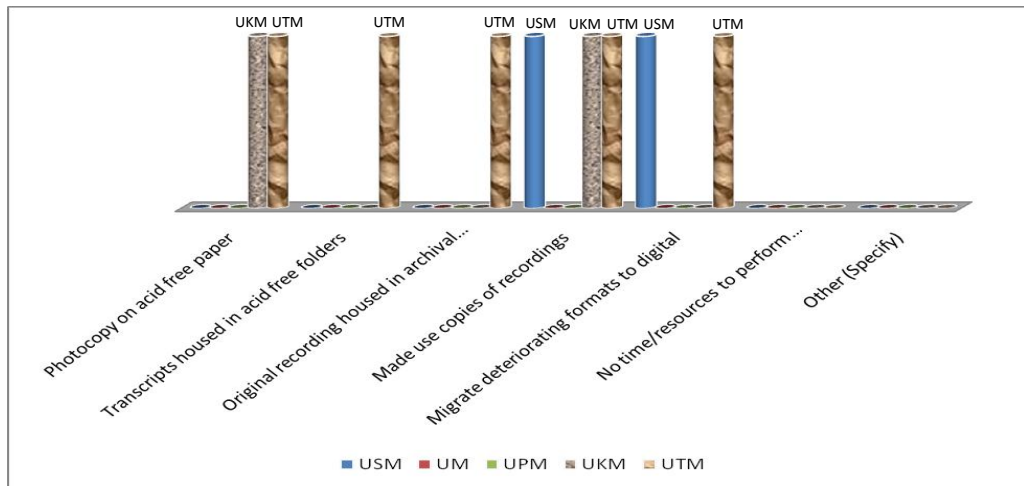 UKM UTM UTM UTM USM UKM UTM USM UTM
Photocopy on acid free paper
Transcripts housed in acid free folders
Original recording housed in archival...
Made use copies of recordings
Migrate deteriorating formats to digital
No time/resources to perform...
Other (Specify)
USM UM UPM UKM UTM